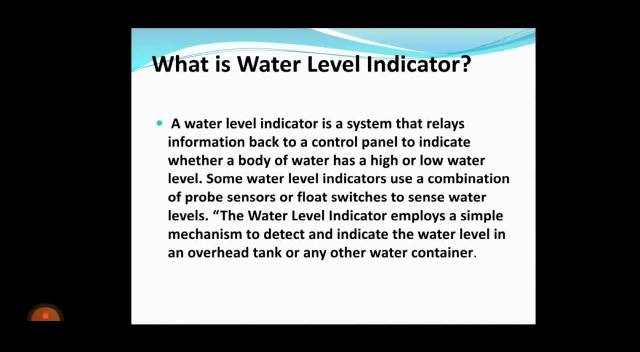 What is Water Level Indicator?
• A water level indicator is a system that relays
information back to a control panel to indicate
whether a body of water has a high or low water
level. Some water level indicators use a combination
of probe sensors or float switches to sense water
levels. “The Water Level Indicator employs a simple
mechanism to detect and indicate the water level in
an overhead tank or any other water container.